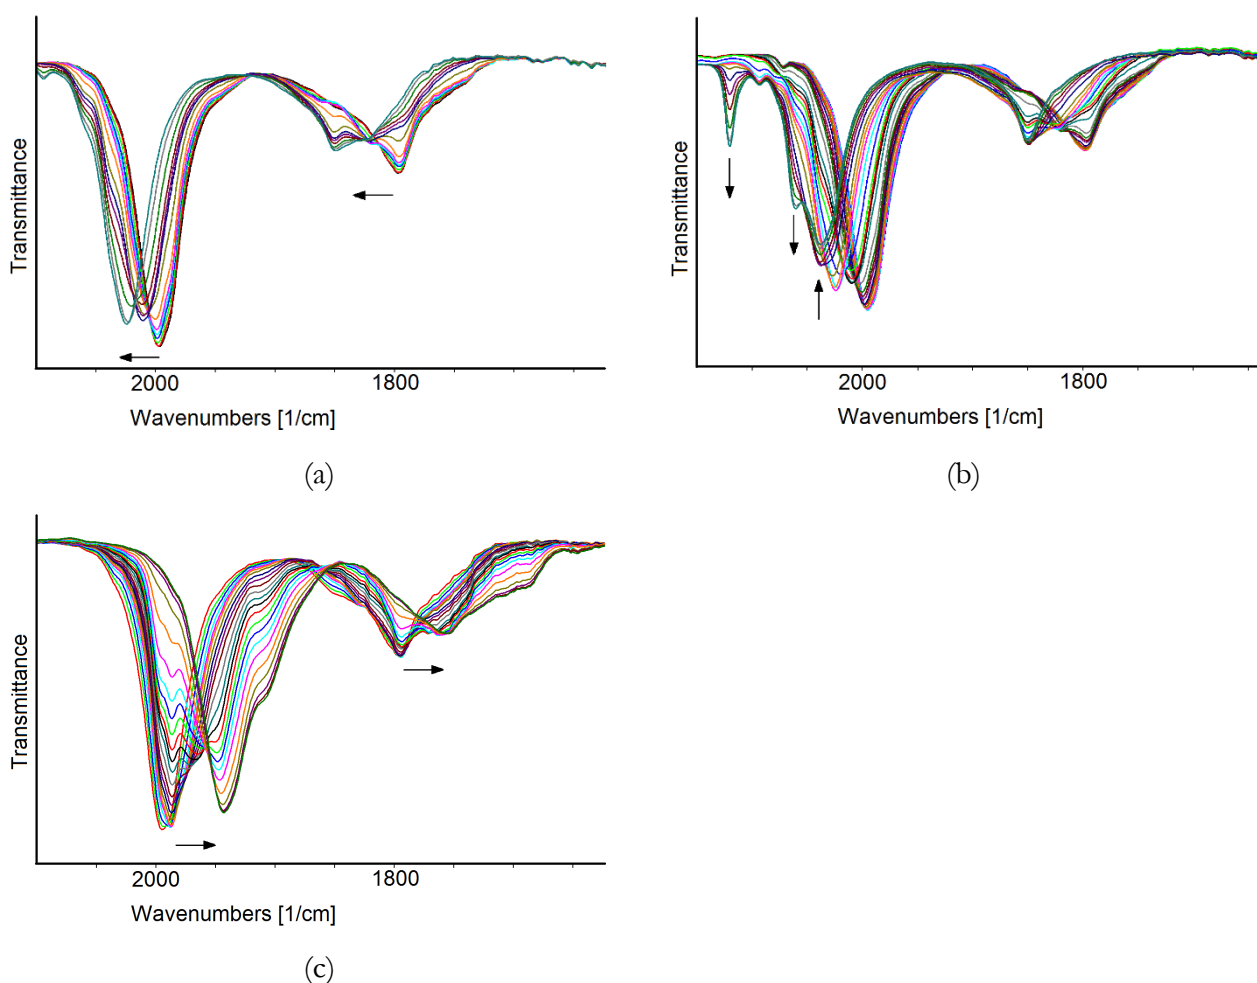 Transmittance
2000 1800
Wavenumbers [1/cm]
(a)
Transmittance
2000 1800
Wavenumbers [1/cm]
(b)
Transmittance
2000 1800
Wavenumbers [1/cm]
(c)